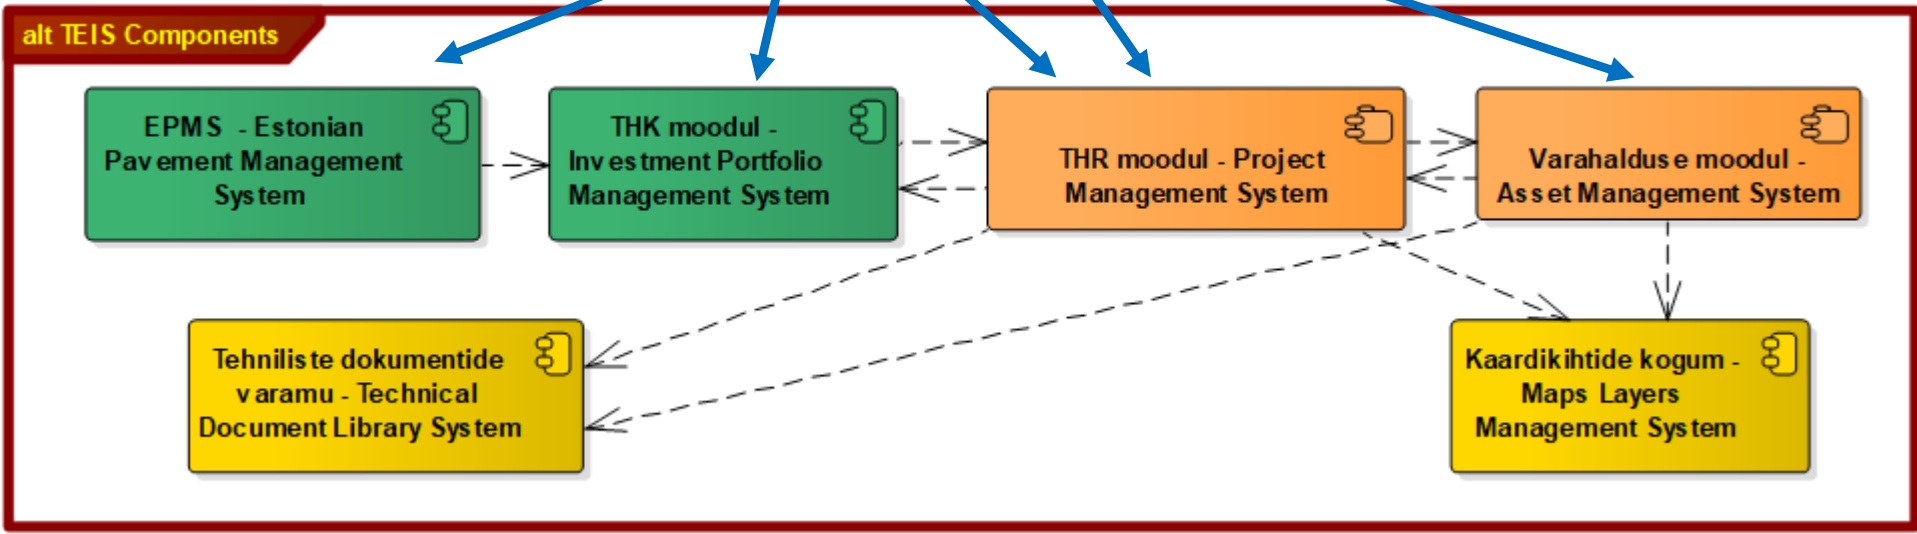 alt TEIS Components
EPMS - Estonian
Pavement Management
System
THK moodul -
Investment Portfolio
Management System
THR moodul - Project
Management System
Varahalduse moodul -
Asset Management System
Tehniliste dokumentide
varamu - Technical
Document Library System
Kaardikihtide kogum -
Maps Layers
Management System